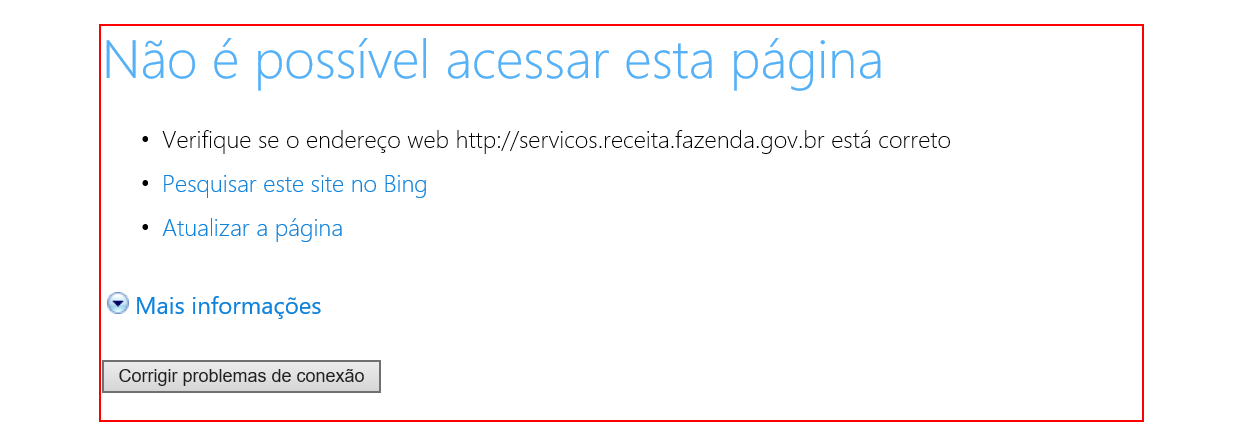 Não é possível acessar esta página
• Verifique se o endereço web http://servicos.receita.fazenda.gov.br está correto
• Pesquisar este site no Bing
• Atualizar a página
Mais informações
Corrigir problemas de conexão